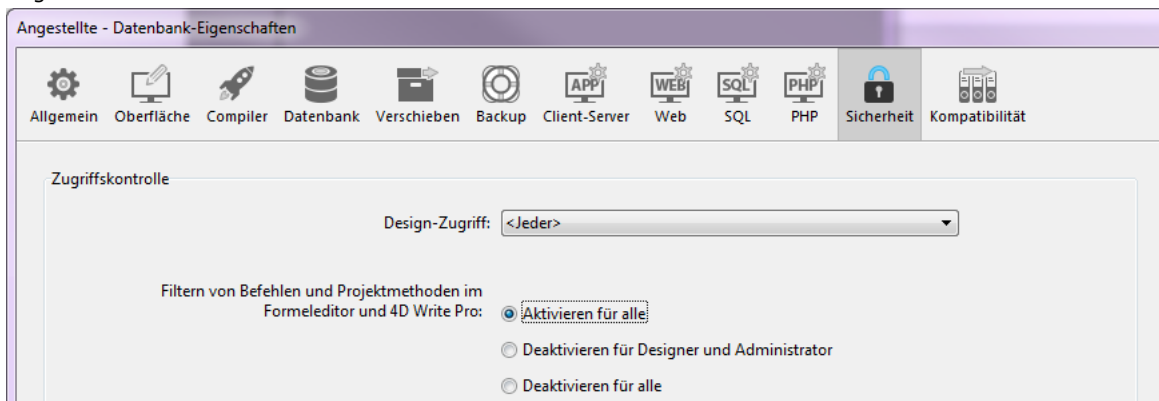 Angestellte - Datenbank-Eigenschaften
APP WEB SQL PHP
Allgemein Oberfläche Compiler Datenbank Verschieben Backup Client-Server Web SQL PHP Sicherheit Kompatibilität
Zugriffskontrolle
Design-Zugriff: <Jeder>
Filtern von Befehlen und Projektmethoden im
Formeleditor und 4D Write Pro: Aktivieren für alle
Deaktivieren für Designer und Administrator
Deaktivieren für alle